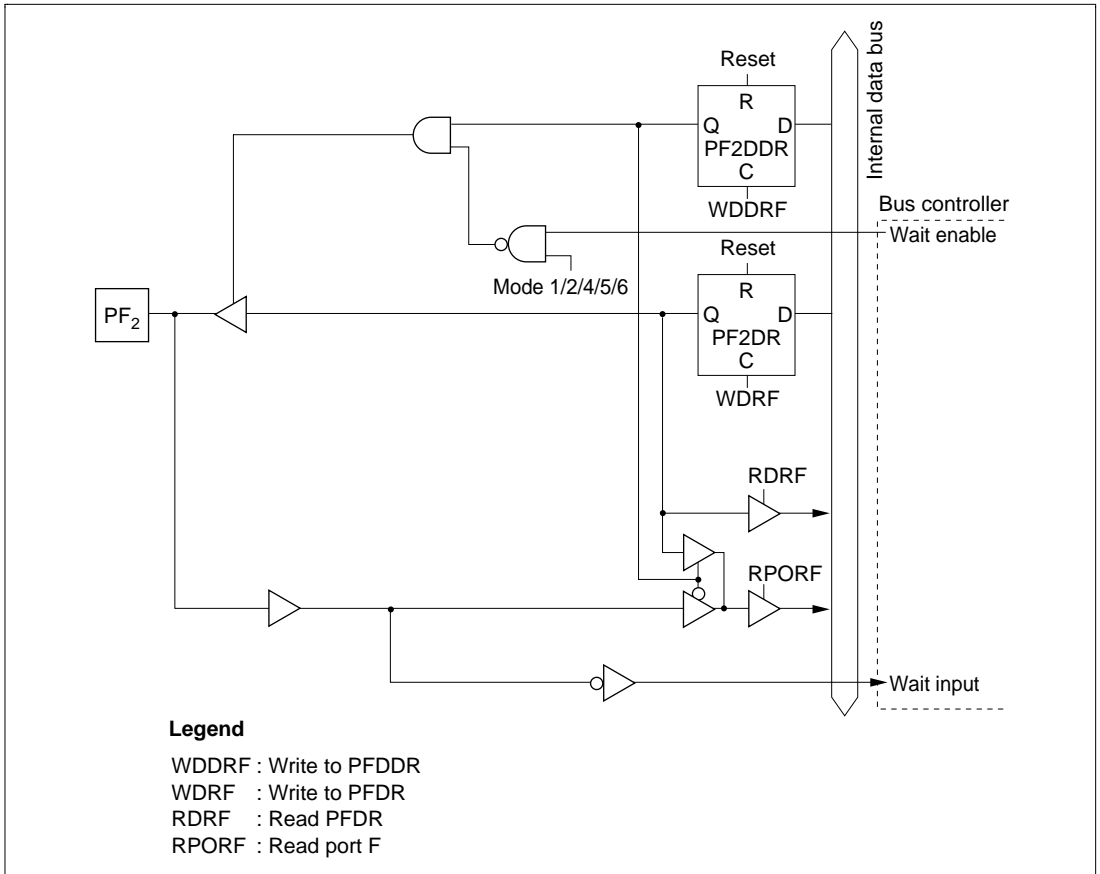 Reset
R
Q D
PF2DDR
C
WDDRF
Internal data bus
Bus controller
Wait enable
Mode 1/2/4/5/6
Reset
R
Q D
PF2DR
C
WDRF
PF2
RDRF
RPORF
Wait input
Legend
WDDRF : Write to PFDDR
WDRF : Write to PFDR
RDRF : Read PFDR
RPORF : Read port F